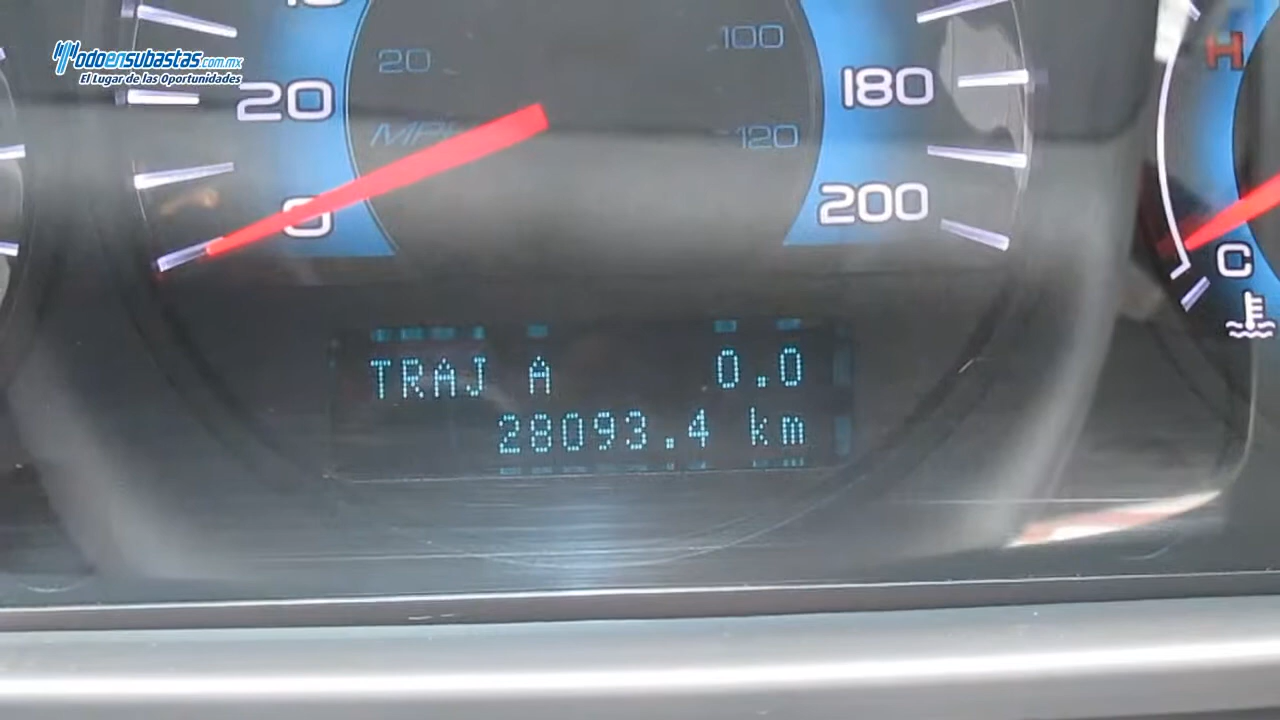 Todoensubastas.com.mx
El Lugar de las Oportunidades
20
100
20
180
MPH
120
0
200
H
C
TRAJ A 0.0
28093.4 km